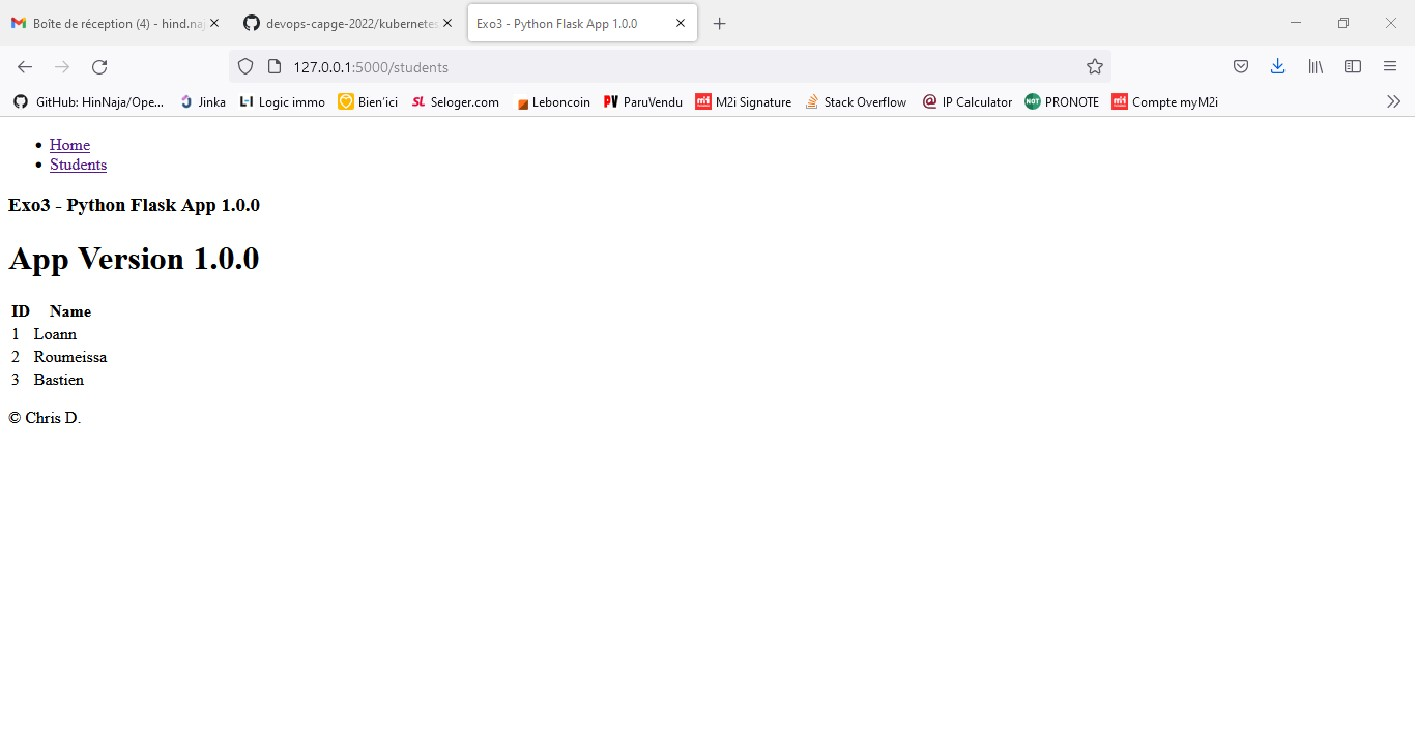 Boîte de réception (4) - hind.naj
devops-capge-2022/kubernetes
Exo3 - Python Flask App 1.0.0
127.0.0.1:5000/students
GitHub: HinNaja/Ope...
Jinka
Logic immo
Bien'ici
SL Seloger.com
Leboncoin
PV ParuVendu
M2i Signature
Stack Overflow
IP Calculator
PRONOTE
Compte myM2i
Home
Students
Exo3 - Python Flask App 1.0.0
App Version 1.0.0
ID Name
1 Loann
2 Roumeissa
3 Bastien
© Chris D.